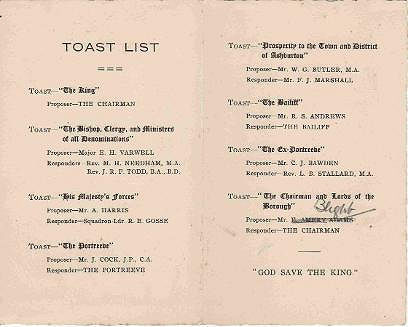 TOAST LIST
TOAST—"The King"
Proposer—THE CHAIRMAN
TOAST—"The Bishop, Clergy, and Ministers
of all Denominations"
Proposer—Major E. H. VARWELL
Responders—Rev. M. H. NEEDHAM, M.A.
Rev. J. R. F. TODD, B.A., B.D.
TOAST—"His Majesty's Forces"
Proposer—Mr. A. HARRIS
Responder—Squadron-Ldr. R. E. GOSSE
TOAST—"The Portreeve"
Proposer—Mr. J. COCK, J.P., C.A.
Responder—THE PORTREEVE
TOAST—"Prosperity to the Town and District
of Ashburton"
Proposer—Mr. W. G. BUTLER, M.A.
Responder—Mr. F. J. MARSHALL
TOAST—"The Bailiff"
Proposer—Mr. R. S. ANDREWS
Responder—THE BAILIFF
TOAST—"The Ex-Portreeve"
Proposer—Mr. C. J. BAWDEN
Responder—Rev. L. B. STALLARD, M.A.
TOAST—"The Chairman and Lords of the
Borough"
Proposer—Mr. ADAMS
Responder—THE CHAIRMAN
"GOD SAVE THE KING"